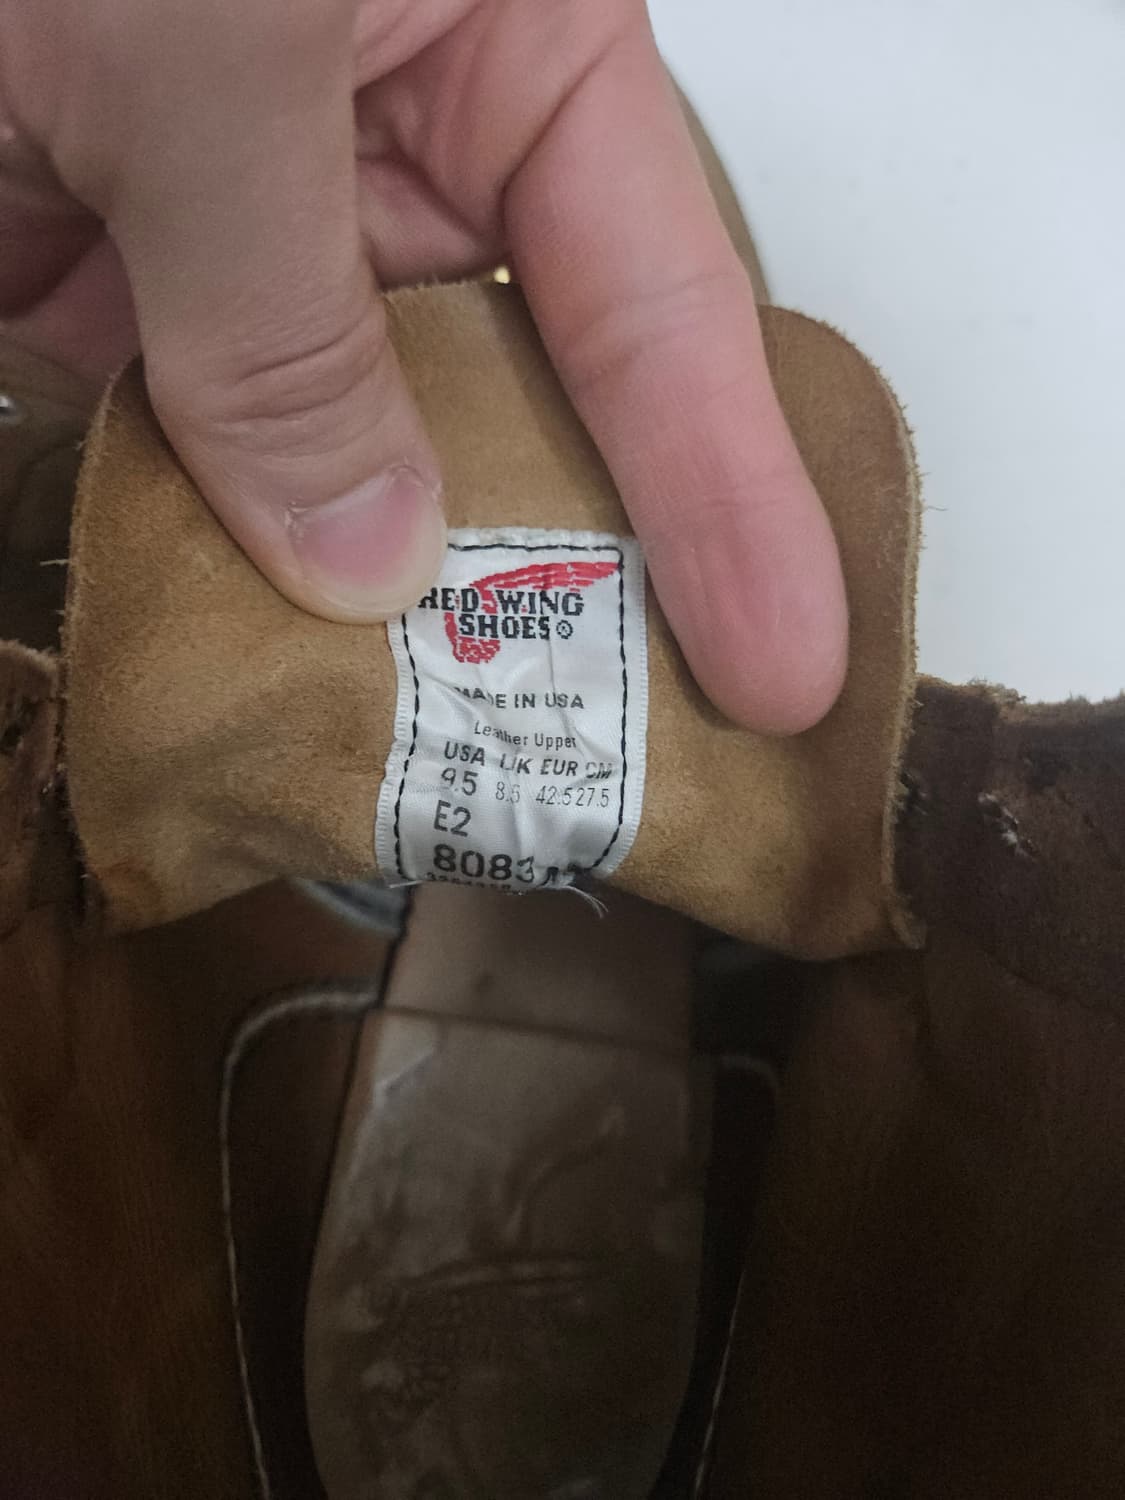 RED WING
SHOES®
MADE IN USA
Leather Upper
USA UK EUR CM
9.5 8.5 42.5 27.5
E2
8083